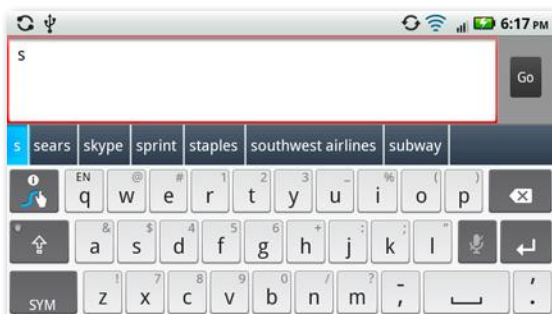 6:17 PM
s
Go
s sears skype sprint staples southwest airlines subway
EN @ # 1 2 3 _ % ( )
q w e r t y u i o p
& $ 4 5 6 + : ; "
a s d f g h j k l
! 7 8 9 0 / ? - '
SYM z x c v b n m , .